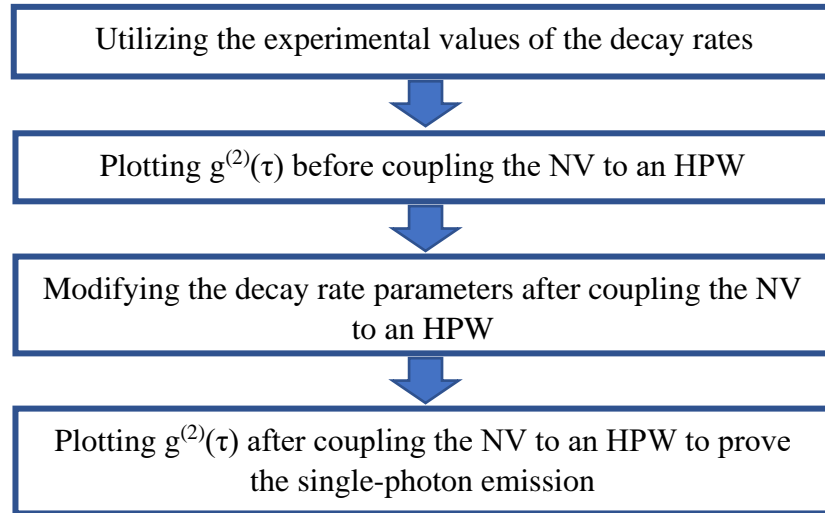 Utilizing the experimental values of the decay rates
Plotting g⁽²⁾(τ) before coupling the NV to an HPW
Modifying the decay rate parameters after coupling the NV
to an HPW
Plotting g⁽²⁾(τ) after coupling the NV to an HPW to prove
the single-photon emission